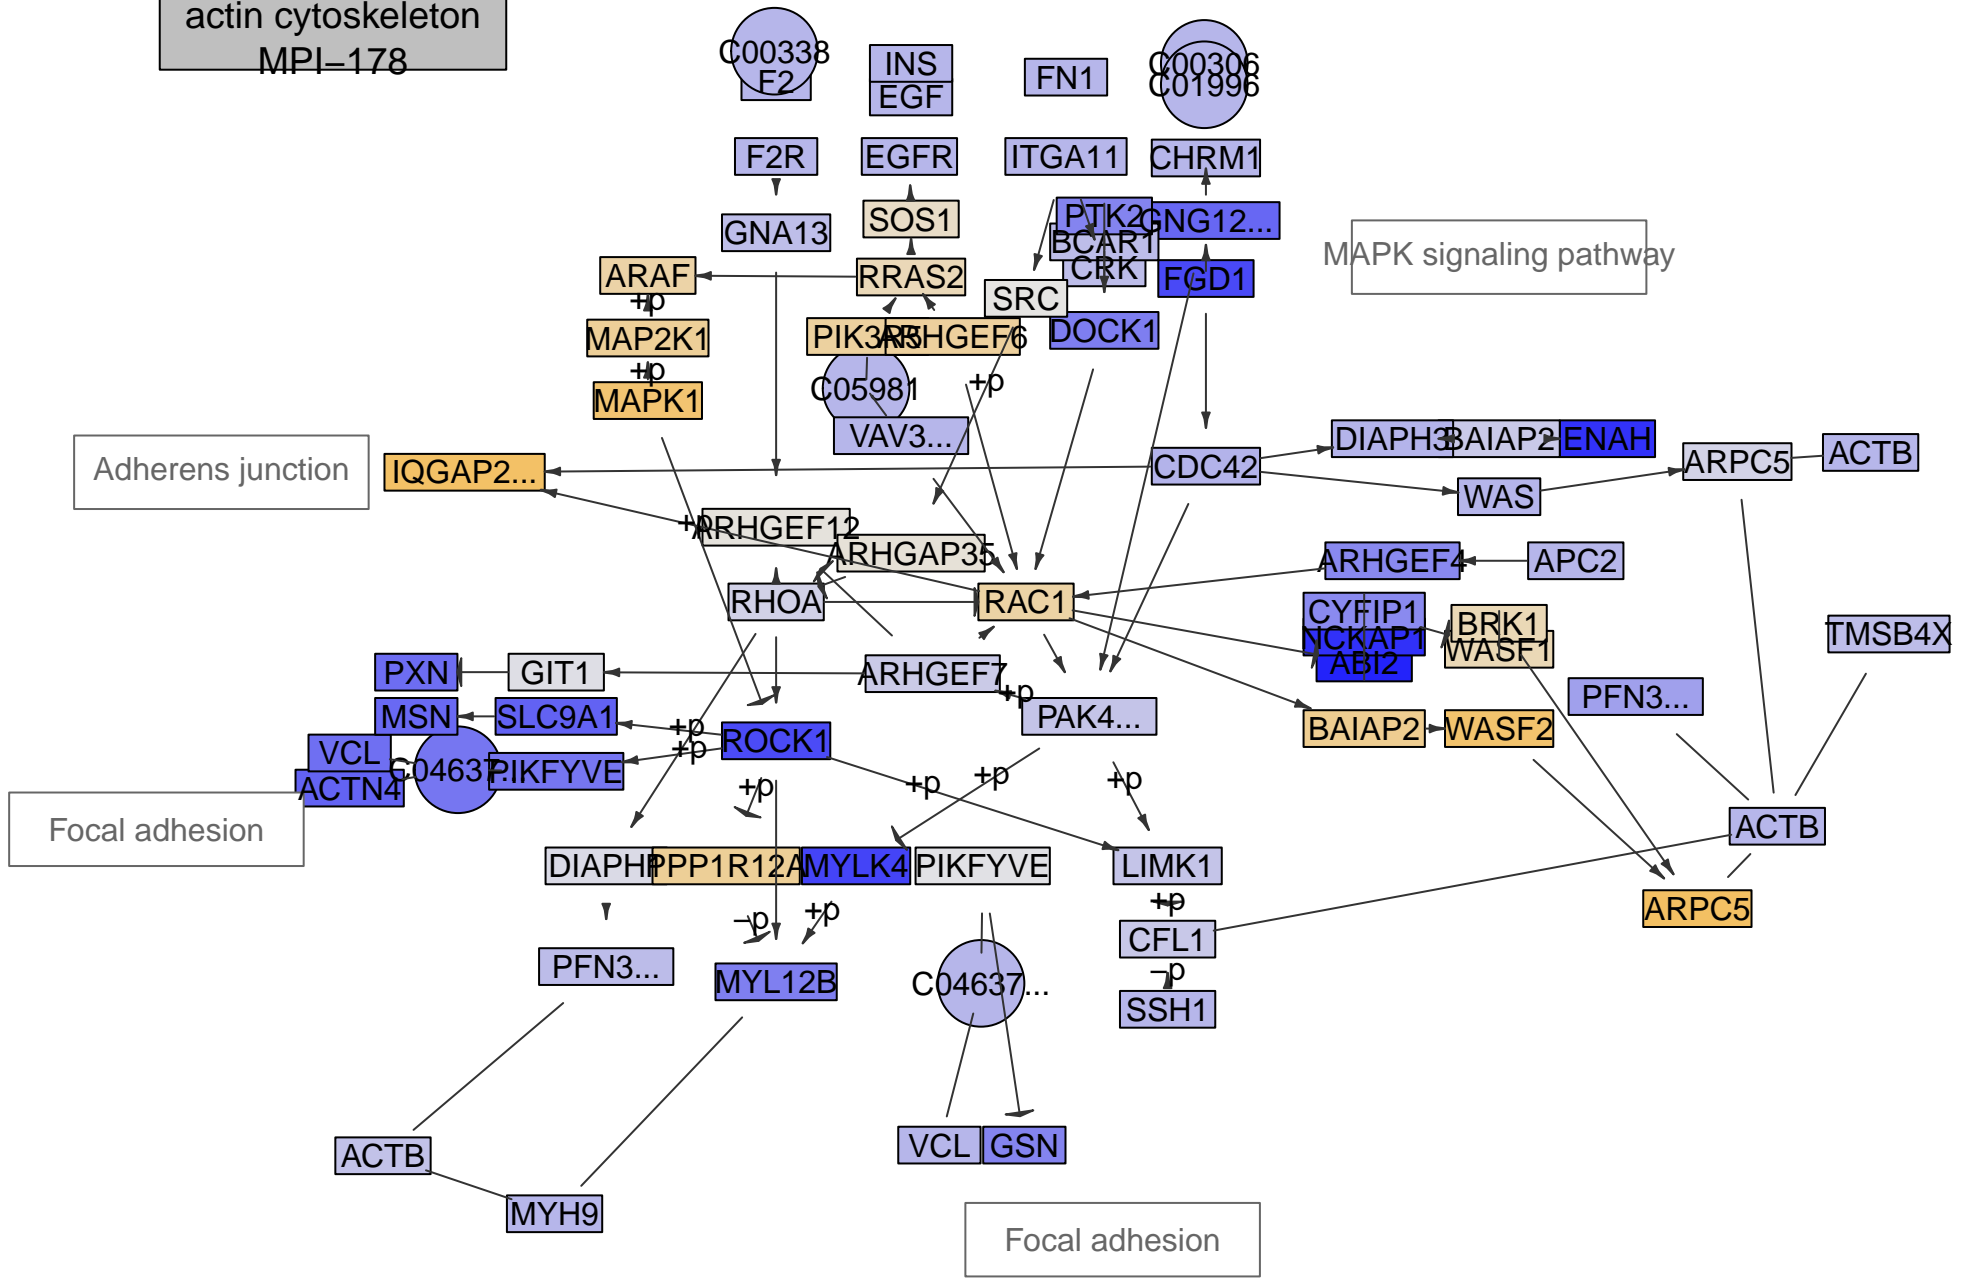 actin cytoskeleton
MPI−178
C00338
F2
INS
EGF
FN1
C00306
C01996
F2R
EGFR
ITGA11
CHRM1
GNA13
SOS1
PTK2
GNG12...
BCAR1
CRK
MAPK signaling pathway
ARAF
RRAS2
SRC
FGD1
+p
MAP2K1
ARHGEF6
DOCK1
+p
MAPK1
C05981
+p
VAV3...
Adherens junction
IQGAP2...
CDC42
DIAPH3
BAIAP2
ENAH
ARPC5
ACTB
WAS
+p
ARHGEF12
ARHGAP35
ARHGEF4
APC2
RHOA
RAC1
CYFIP1
NCKAP1
ABI2
BRK1
WASF1
TMSB4X
PXN
GIT1
ARHGEF7
+p
PFN3...
MSN
SLC9A1
+p
PAK4...
ROCK1
+p
BAIAP2
WASF2
VCL
C04637...
PIKFYVE
ACTN4
+p
+p
+p
+p
Focal adhesion
ACTB
PPP1R12A
MYLK4
PIKFYVE
LIMK1
−p
+p
+p
ARPC5
CFL1
PFN3...
MYL12B
C04637...
−p
SSH1
ACTB
VCL
GSN
MYH9
Focal adhesion